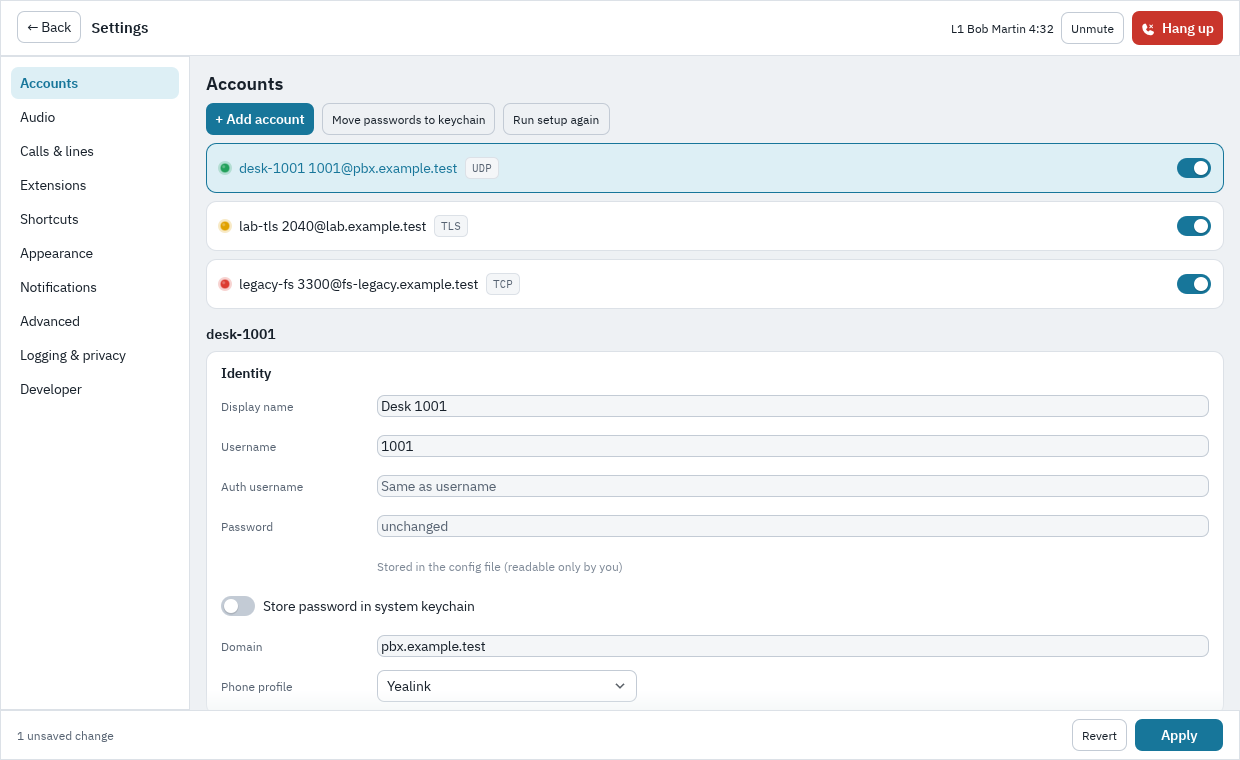 ← Back
Settings
L1 Bob Martin 4:32
Unmute
Hang up
Accounts
Audio
Calls & lines
Extensions
Shortcuts
Appearance
Notifications
Advanced
Logging & privacy
Developer
Accounts
+ Add account
Move passwords to keychain
Run setup again
desk-1001 1001@pbx.example.test UDP
lab-tls 2040@lab.example.test TLS
legacy-fs 3300@fs-legacy.example.test TCP
desk-1001
Identity
Display name Desk 1001
Username 1001
Auth username Same as username
Password unchanged
Stored in the config file (readable only by you)
Store password in system keychain
Domain pbx.example.test
Phone profile Yealink
1 unsaved change
Revert
Apply